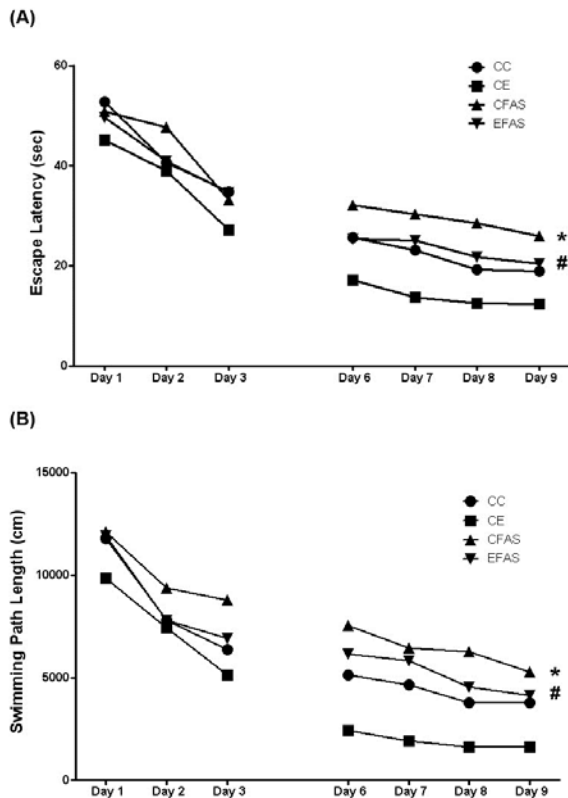 (A)
60
40
20
0
Escape Latency (sec)
CC
CE
CFAS
EFAS
*
#
Day 1 Day 2 Day 3 Day 6 Day 7 Day 8 Day 9
(B)
15000
10000
5000
0
Swimming Path Length (cm)
CC
CE
CFAS
EFAS
*
#
Day 1 Day 2 Day 3 Day 6 Day 7 Day 8 Day 9